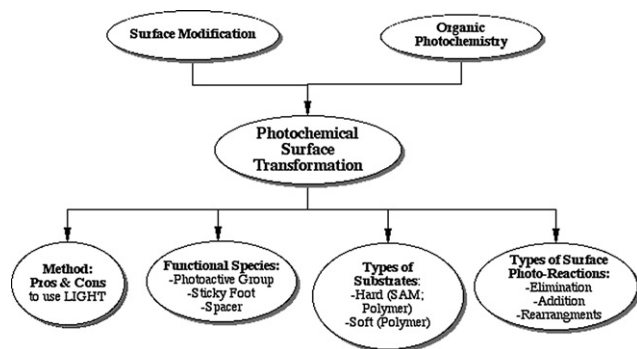 Surface Modification
Organic
Photochemistry
Photochemical
Surface
Transformation
Method:
Pros & Cons
to use LIGHT
Functional Species:
-Photoactive Group
-Sticky Foot
-Spacer
Types of
Substrates:
-Hard (SAM;
Polymer)
-Soft (Polymer)
Types of Surface
Photo-Reactions:
-Elimination
-Addition
-Rearrangments